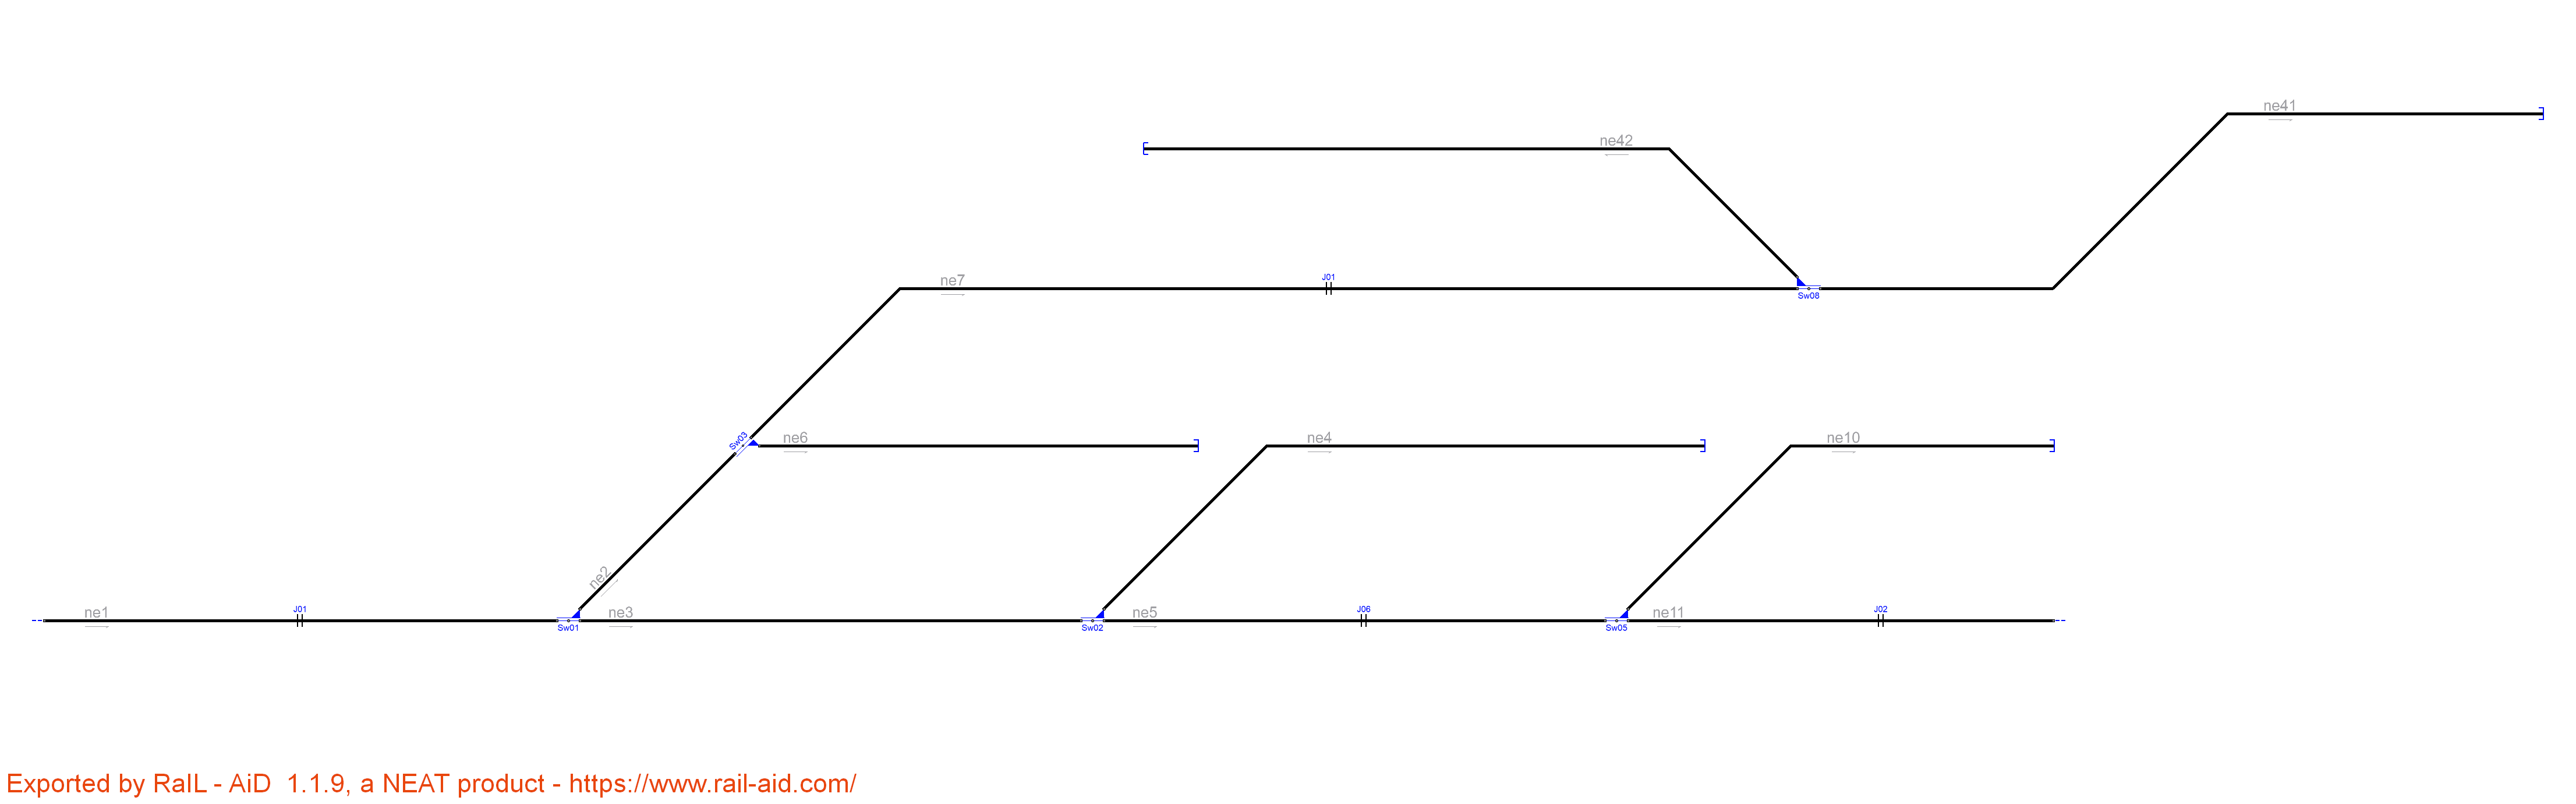 ne41
ne42
ne7
J01
Sw08
Sw03
ne6
ne4
ne10
ne2
ne1
J01
Sw01
ne3
Sw02
ne5
J06
Sw05
ne11
J02
Exported by RaIL - AiD  1.1.9, a NEAT product - https://www.rail-aid.com/